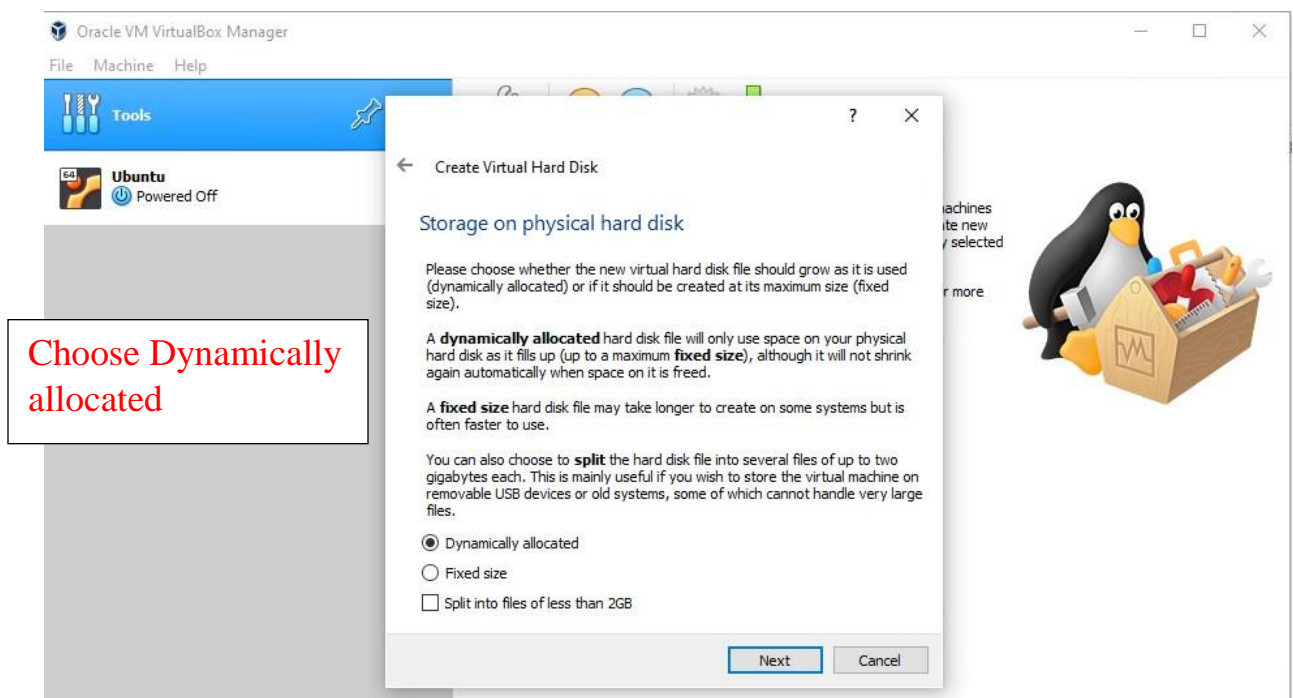 Oracle VM VirtualBox Manager
File Machine Help
Tools
64
Ubuntu
Powered Off
?
Create Virtual Hard Disk
Storage on physical hard disk
Please choose whether the new virtual hard disk file should grow as it is used
(dynamically allocated) or if it should be created at its maximum size (fixed
size).
A dynamically allocated hard disk file will only use space on your physical
hard disk as it fills up (up to a maximum fixed size), although it will not shrink
again automatically when space on it is freed.
A fixed size hard disk file may take longer to create on some systems but is
often faster to use.
You can also choose to split the hard disk file into several files of up to two
gigabytes each. This is mainly useful if you wish to store the virtual machine on
removable USB devices or old systems, some of which cannot handle very large
files.
Dynamically allocated
Fixed size
Split into files of less than 2GB
Next Cancel
achines
te new
selected
r more
Choose Dynamically
allocated